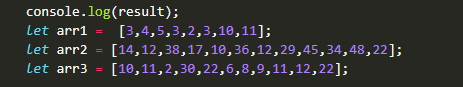 console.log(result);
let arr1 =  [3,4,5,3,2,3,10,11];
let arr2 = [14,12,38,17,10,36,12,29,45,34,48,22];
let arr3 = [10,11,2,30,22,6,8,9,11,12,22];